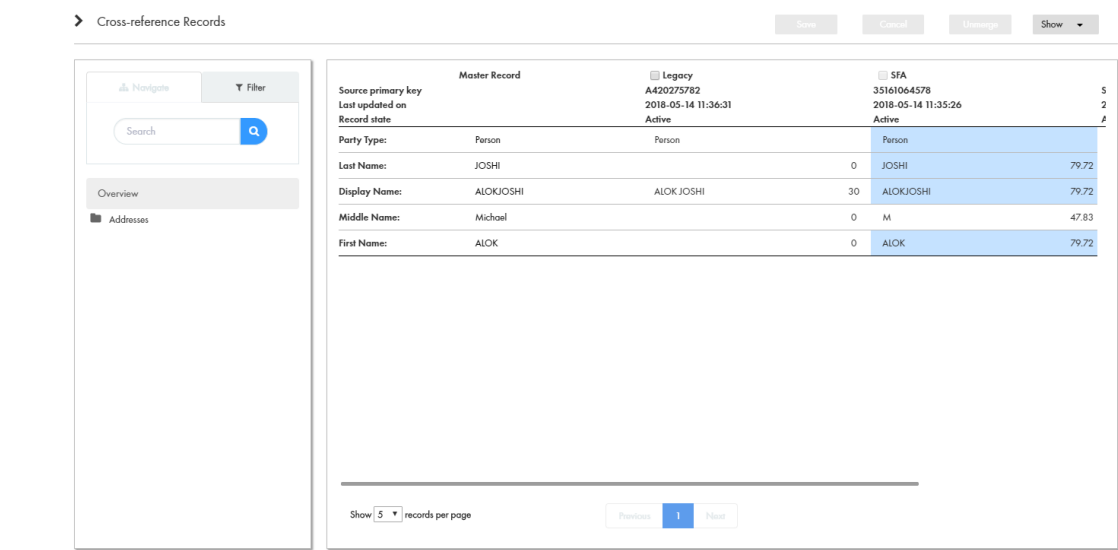 Cross-reference Records
Save Cancel Unmerge Show
Navigate Filter
Search
Overview
Addresses
Master Record Legacy SFA
Source primary key A420275782 35161064578 S
Last updated on 2018-05-14 11:36:31 2018-05-14 11:35:26 2
Record state Active Active A
Party Type: Person Person Person
Last Name: JOSHI 0 JOSHI 79.72
Display Name: ALOKJOSHI ALOK JOSHI 30 ALOKJOSHI 79.72
Middle Name: Michael 0 M 47.83
First Name: ALOK 0 ALOK 79.72
Show 5 records per page Previous 1 Next